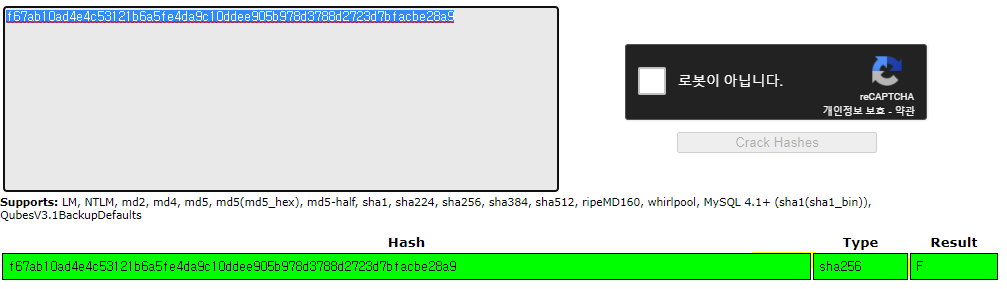 f67ab10ad4e4c53121b6a5fe4da9c10ddee905b978d3788d2723d7bfacbe28a9
로봇이 아닙니다.
reCAPTCHA
개인정보 보호 - 약관
Crack Hashes
Supports: LM, NTLM, md2, md4, md5, md5(md5_hex), md5-half, sha1, sha224, sha256, sha384, sha512, ripeMD160, whirlpool, MySQL 4.1+ (sha1(sha1_bin)),
QubesV3.1BackupDefaults
Hash Type Result
f67ab10ad4e4c53121b6a5fe4da9c10ddee905b978d3788d2723d7bfacbe28a9 sha256 F